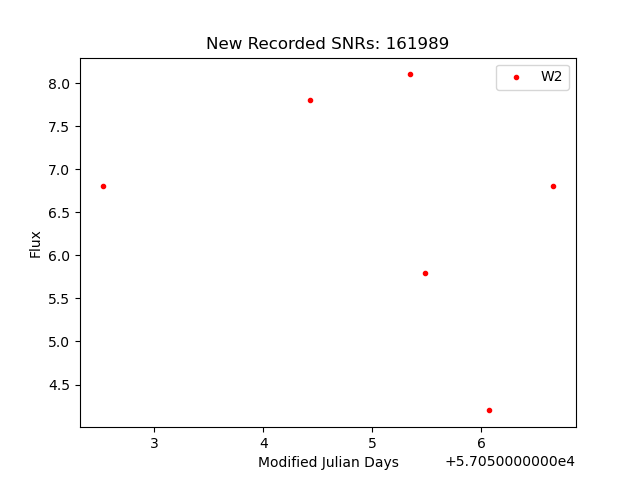 New Recorded SNRs: 161989
W2
8.0
7.5
7.0
6.5
6.0
5.5
5.0
4.5
Flux
3 4 5 6
Modified Julian Days
+5.7050000000e4